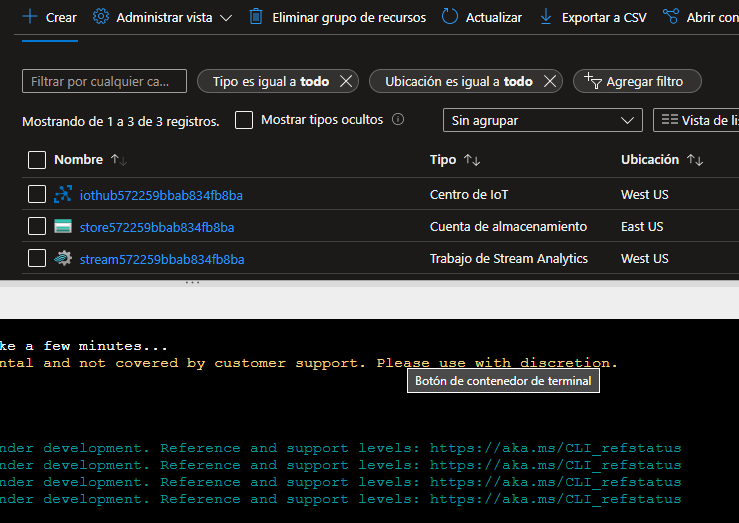 Crear Administrar vista Eliminar grupo de recursos Actualizar Exportar a CSV Abrir con
Filtrar por cualquier ca... Tipo es igual a todo Ubicación es igual a todo Agregar filtro
Mostrando de 1 a 3 de 3 registros. Mostrar tipos ocultos Sin agrupar Vista de lis
Nombre Tipo Ubicación
iothub572259bbab834fb8ba Centro de IoT West US
store572259bbab834fb8ba Cuenta de almacenamiento East US
stream572259bbab834fb8ba Trabajo de Stream Analytics West US
ke a few minutes...
ntal and not covered by customer support. Please use with discretion.
Botón de contenedor de terminal
nder development. Reference and support levels: https://aka.ms/CLI_refstatus
nder development. Reference and support levels: https://aka.ms/CLI_refstatus
nder development. Reference and support levels: https://aka.ms/CLI_refstatus
nder development. Reference and support levels: https://aka.ms/CLI_refstatus